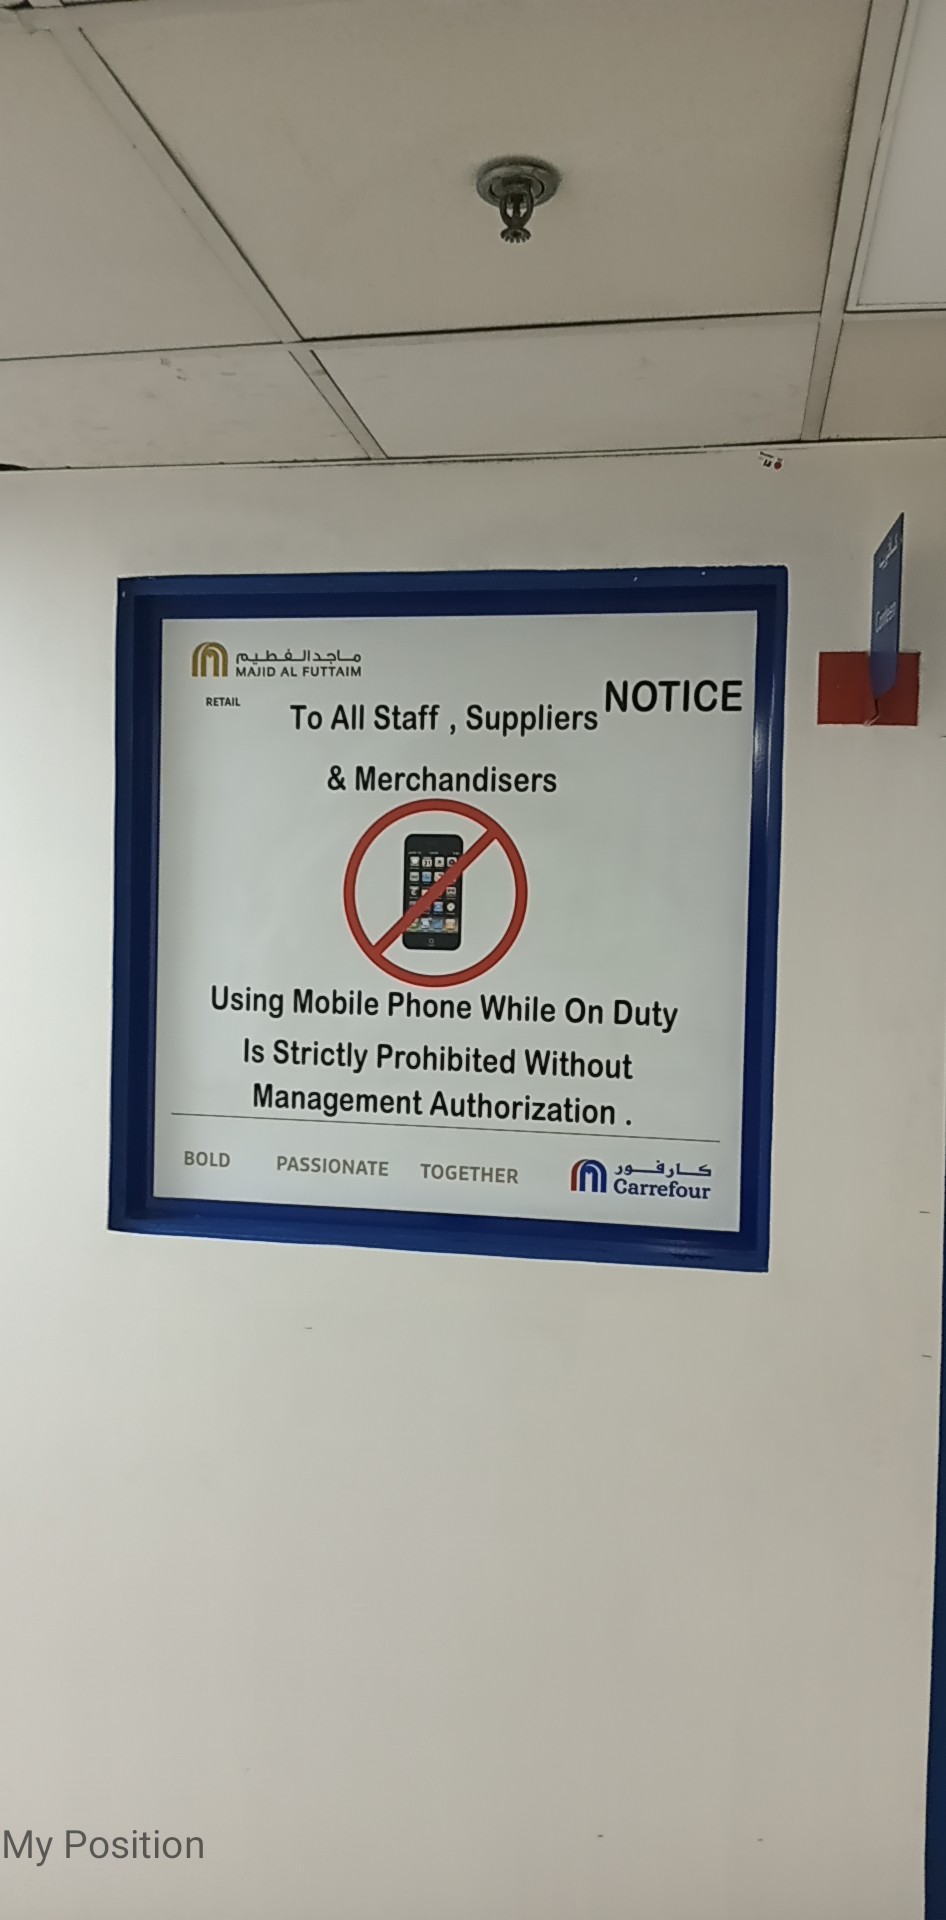 ماجد الفطيم
MAJID AL FUTTAIM
RETAIL
NOTICE
To All Staff , Suppliers
& Merchandisers
Using Mobile Phone While On Duty
Is Strictly Prohibited Without
Management Authorization .
BOLD PASSIONATE TOGETHER
كارفور
Carrefour
My Position